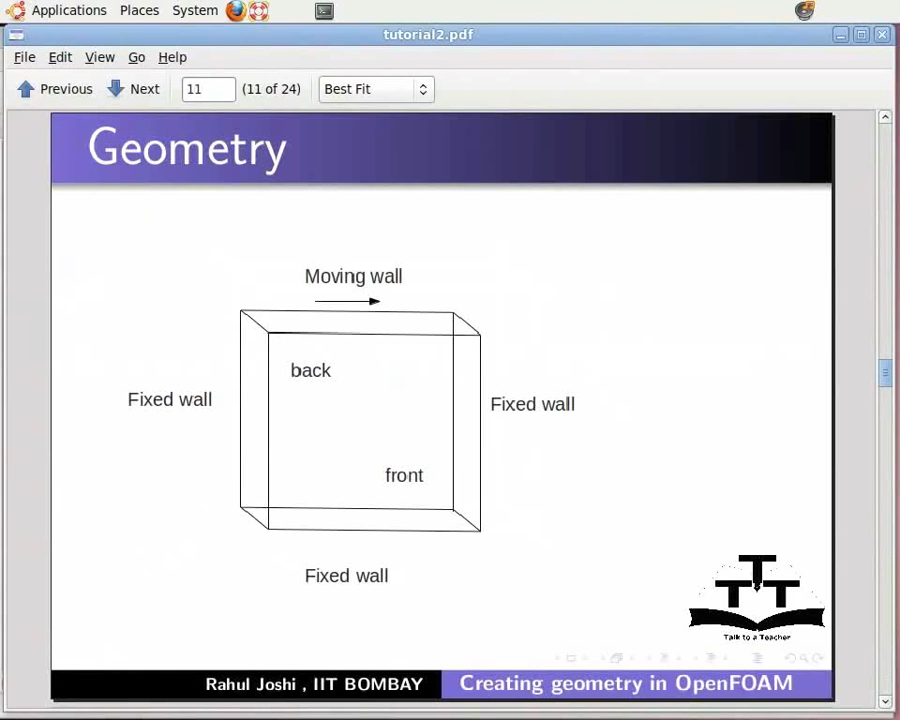 Applications Places System
tutorial2.pdf
File Edit View Go Help
Previous Next 11 (11 of 24) Best Fit
Geometry
Moving wall
back
Fixed wall
Fixed wall
front
Fixed wall
T
T T
Talk to a Teacher
Rahul Joshi , IIT BOMBAY Creating geometry in OpenFOAM